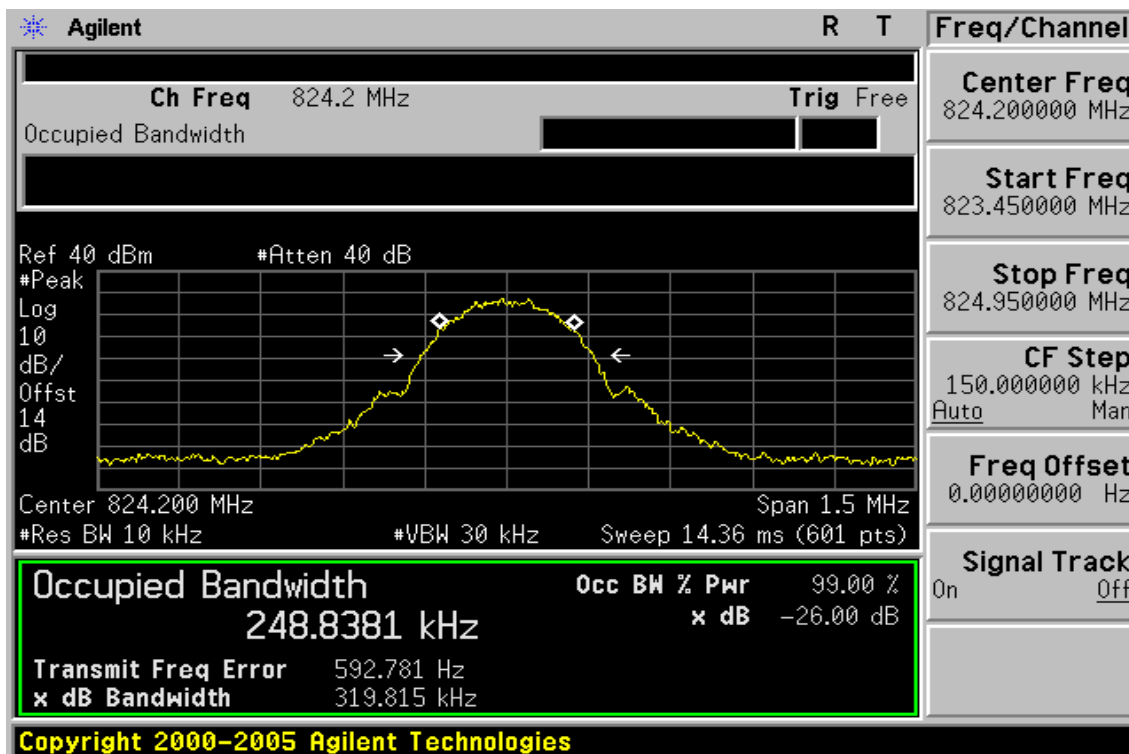 Agilent R T
Freq/Channel
Ch Freq 824.2 MHz Trig Free
Occupied Bandwidth
Center Freq
824.200000 MHz
Start Freq
823.450000 MHz
Stop Freq
824.950000 MHz
CF Step
150.000000 kHz
Auto Man
Freq Offset
0.00000000 Hz
Signal Track
On Off
Ref 40 dBm #Atten 40 dB
#Peak
Log
10
dB/
Offst
14
dB
Center 824.200 MHz Span 1.5 MHz
#Res BW 10 kHz #VBW 30 kHz Sweep 14.36 ms (601 pts)
Occupied Bandwidth
248.8381 kHz
Occ BW % Pwr 99.00 %
x dB -26.00 dB
Transmit Freq Error 592.781 Hz
x dB Bandwidth 319.815 kHz
Copyright 2000-2005 Agilent Technologies